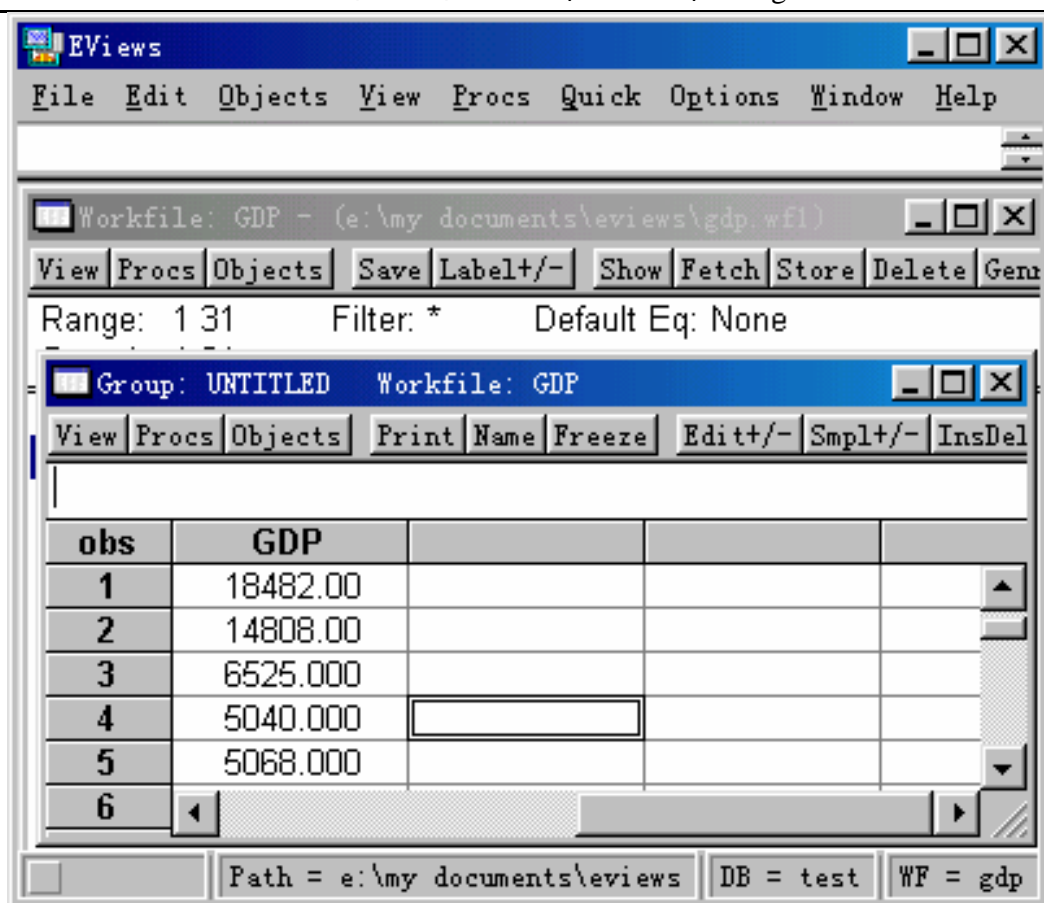 EViews
File Edit Objects View Procs Quick Options Window Help
Workfile: GDP - (e:\my documents\eviews\gdp.wf1)
View Procs Objects Save Label+/- Show Fetch Store Delete Genr
Range: 1 31 Filter: * Default Eq: None
Group: UNTITLED Workfile: GDP
View Procs Objects Print Name Freeze Edit+/- Smpl+/- InsDel
obs GDP
1 18482.00
2 14808.00
3 6525.000
4 5040.000
5 5068.000
6
Path = e:\my documents\eviews DB = test WF = gdp